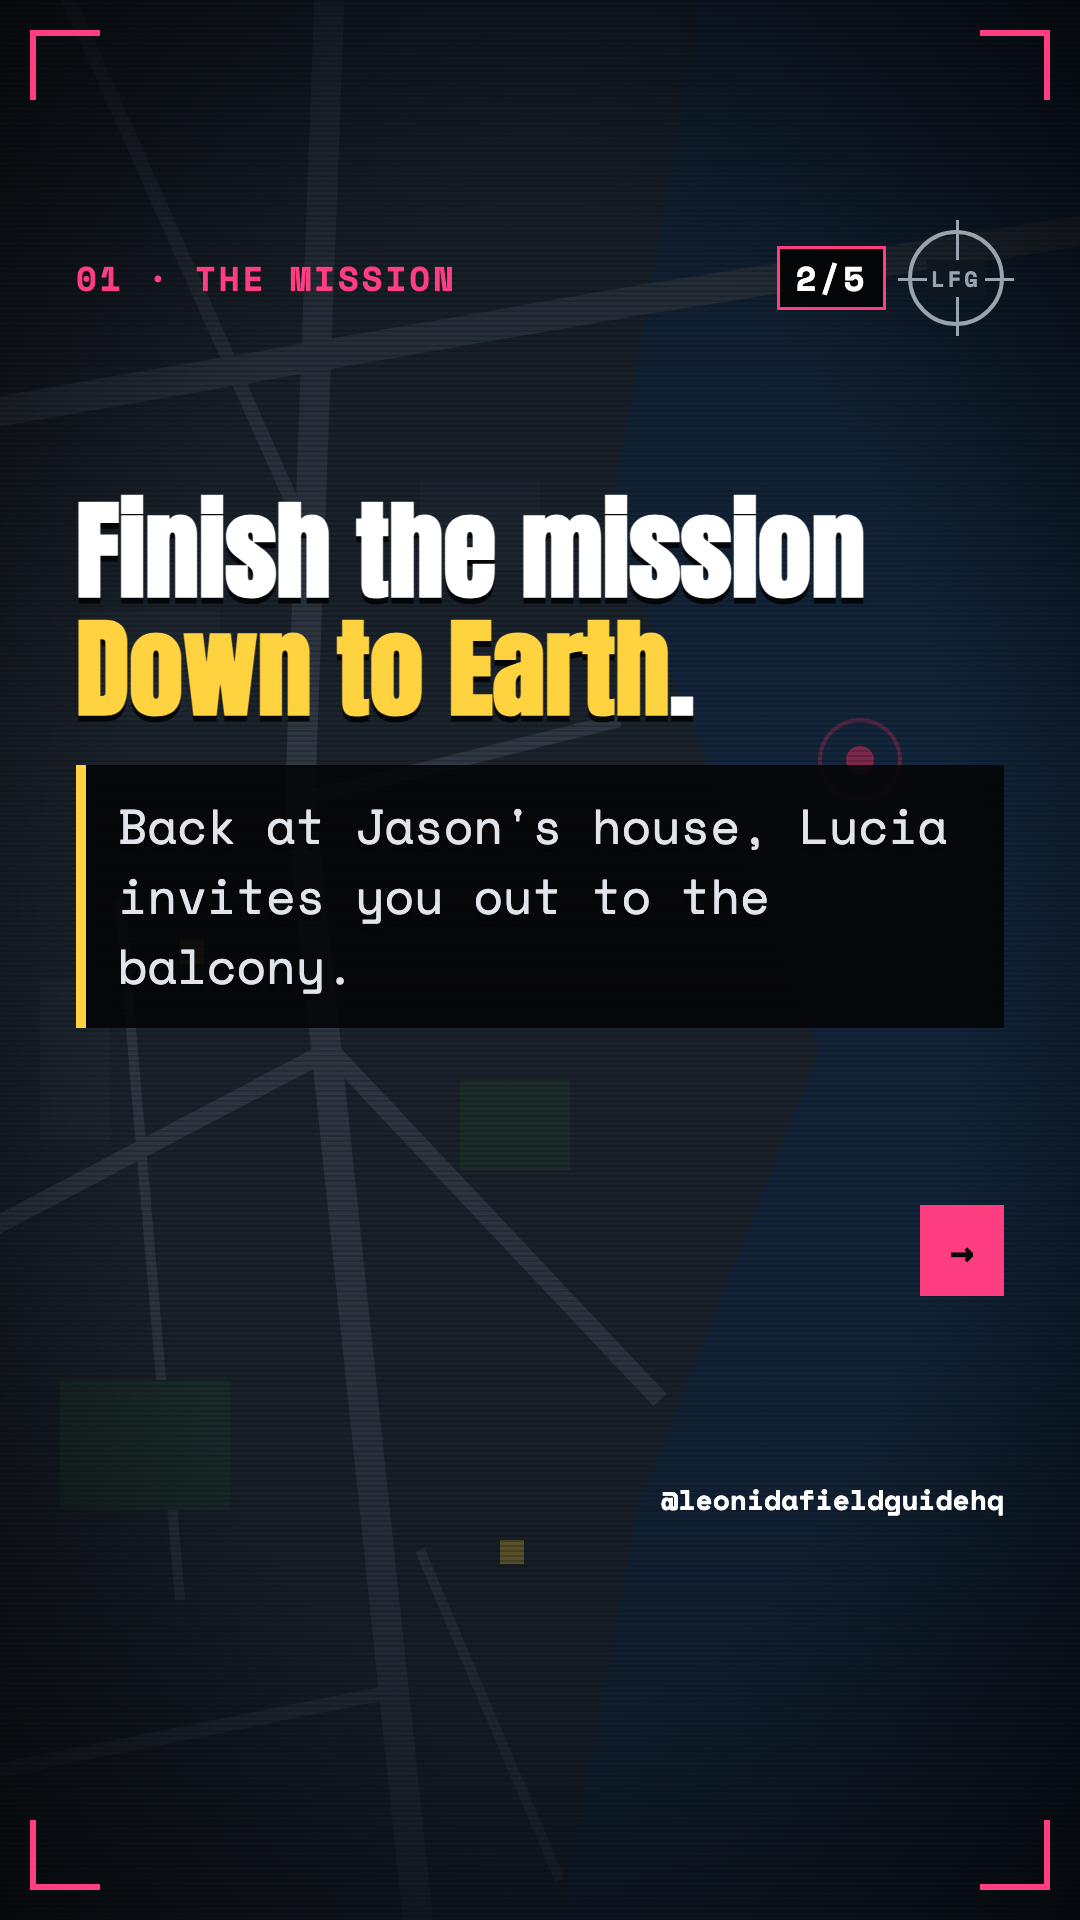 01 · THE MISSION
2/5
LFG
Finish the mission
Down to Earth.
Back at Jason's house, Lucia
invites you out to the
balcony.
→
@leonidafieldguidehq